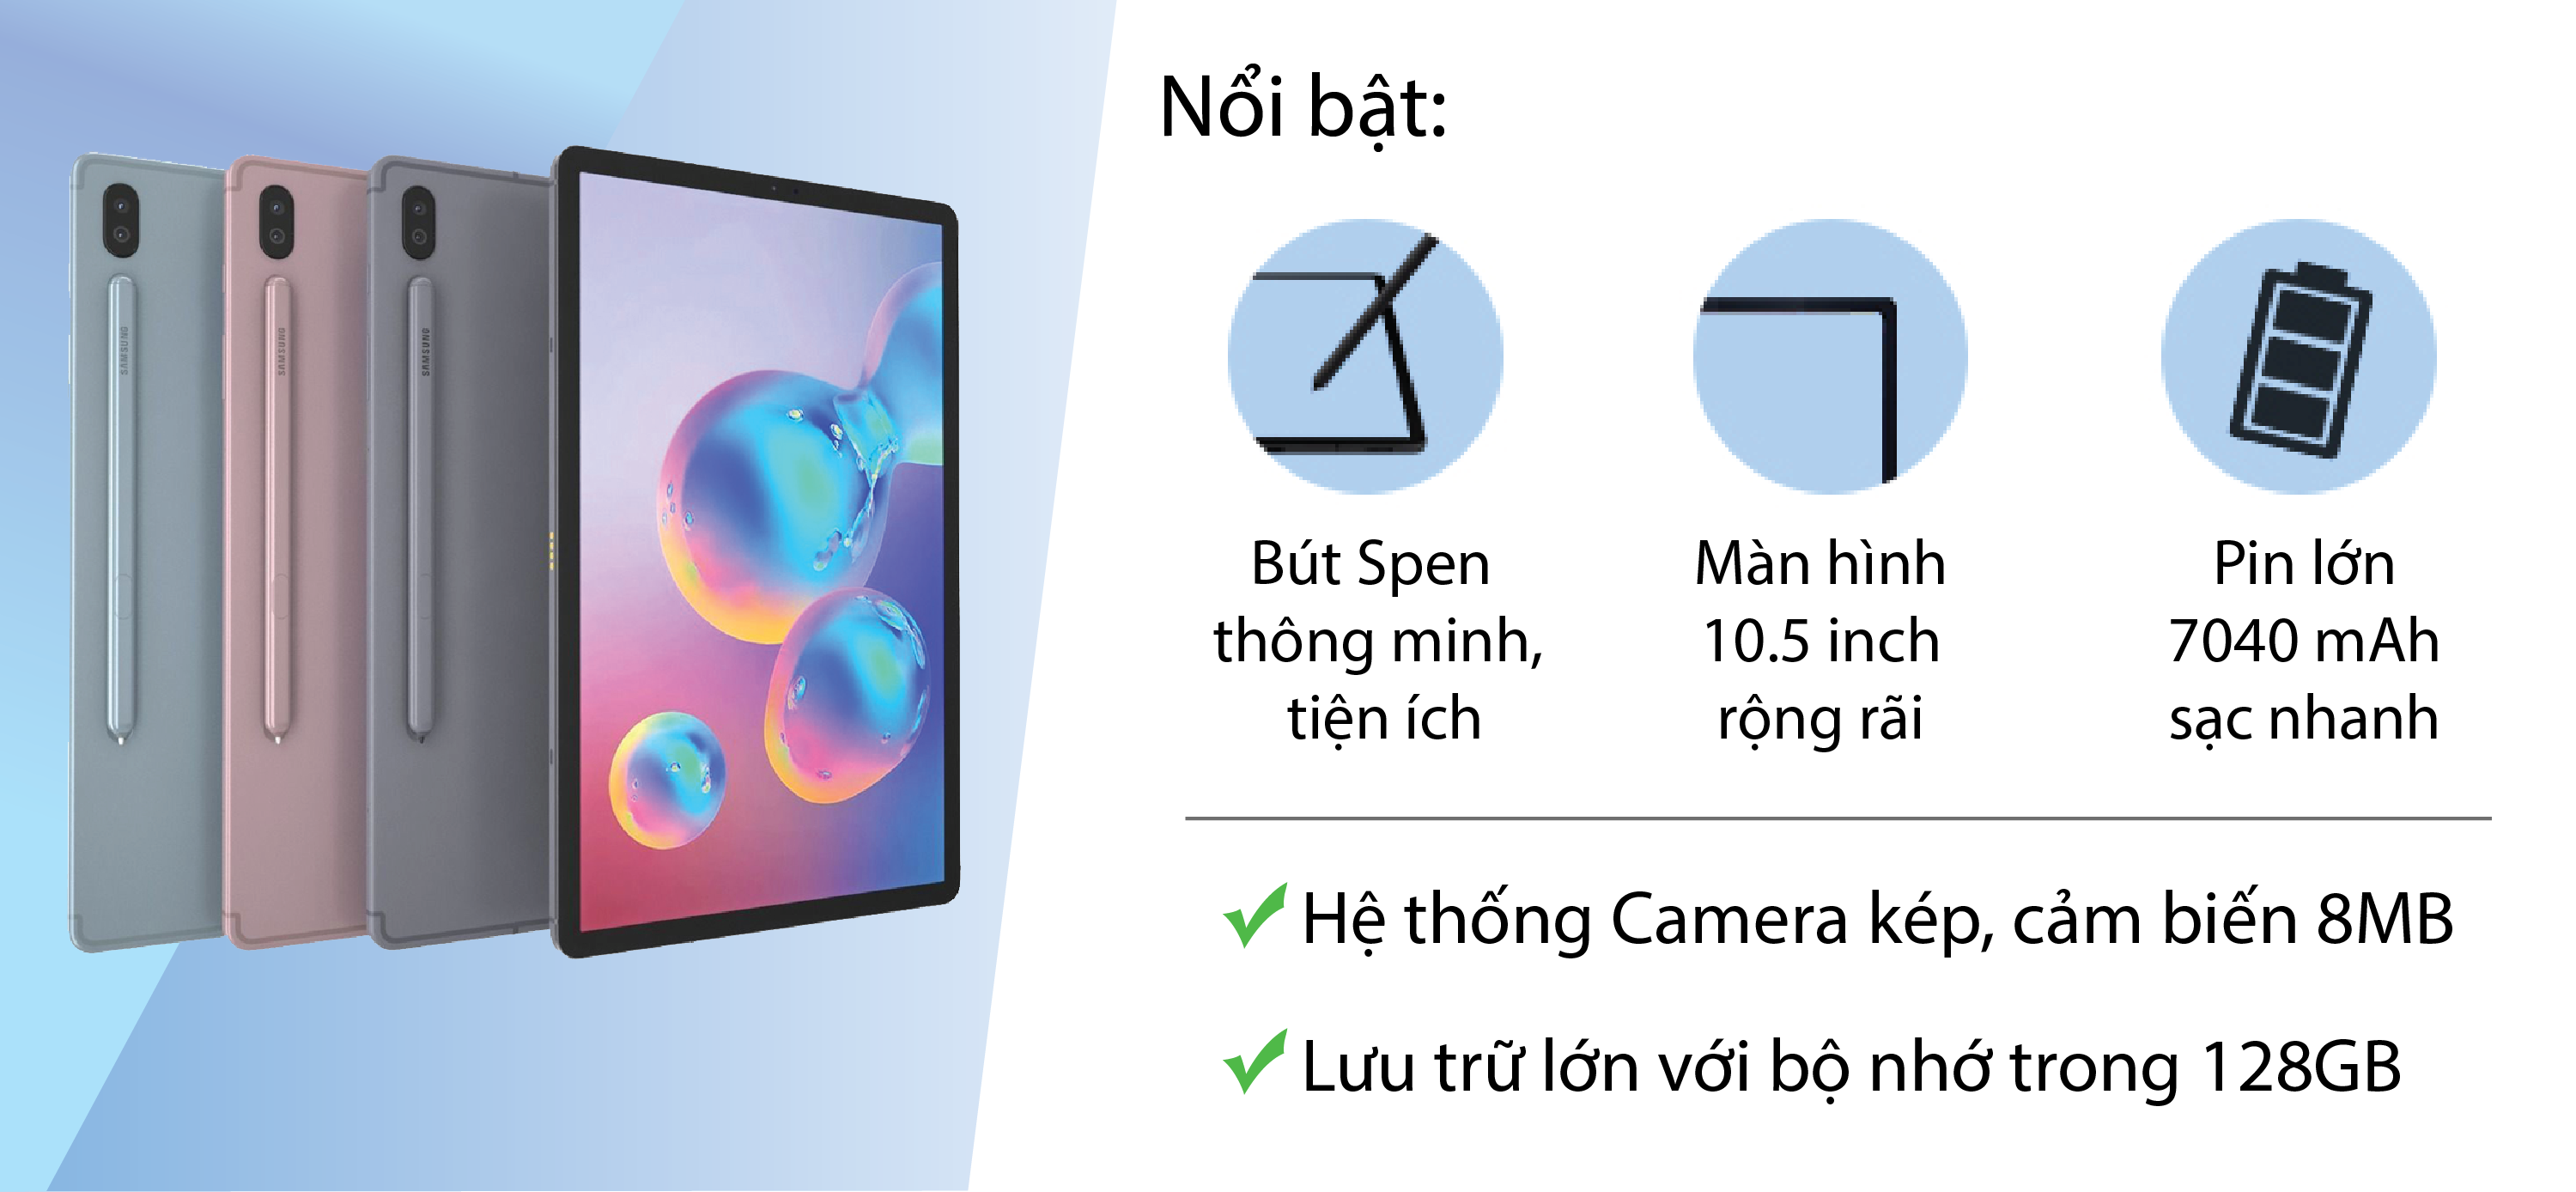 Nổi bật:
Bút Spen
thông minh,
tiện ích
Màn hình
10.5 inch
rộng rãi
Pin lớn
7040 mAh
sạc nhanh
Hệ thống Camera kép, cảm biến 8MB
Lưu trữ lớn với bộ nhớ trong 128GB
SAMSUNG
SAMSUNG
SAMSUNG